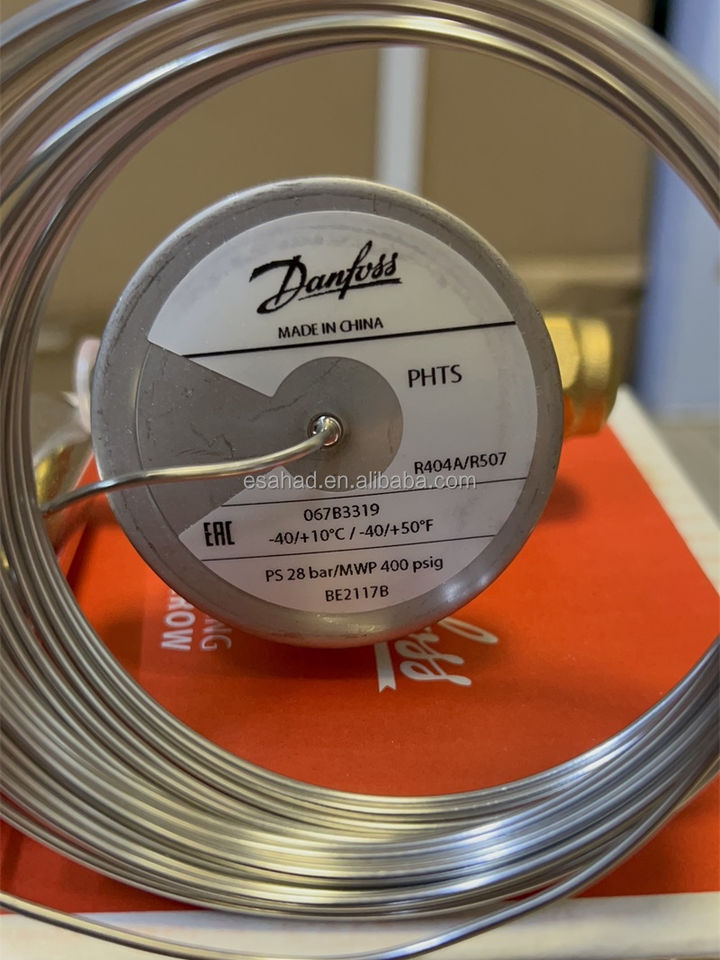 Danfoss
MADE IN CHINA
PHTS
R404A/R507
esahad.en.alibaba.com
067B3319
EAC
-40/+10°C / -40/+50°F
PS 28 bar/MWP 400 psig
BE2117B